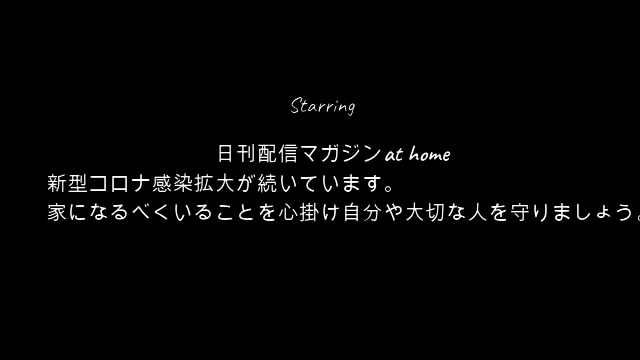 Starring
日刊配信マガジンat home
新型コロナ感染拡大が続いています。
家になるべくいることを心掛け自分や大切な人を守りましょう。